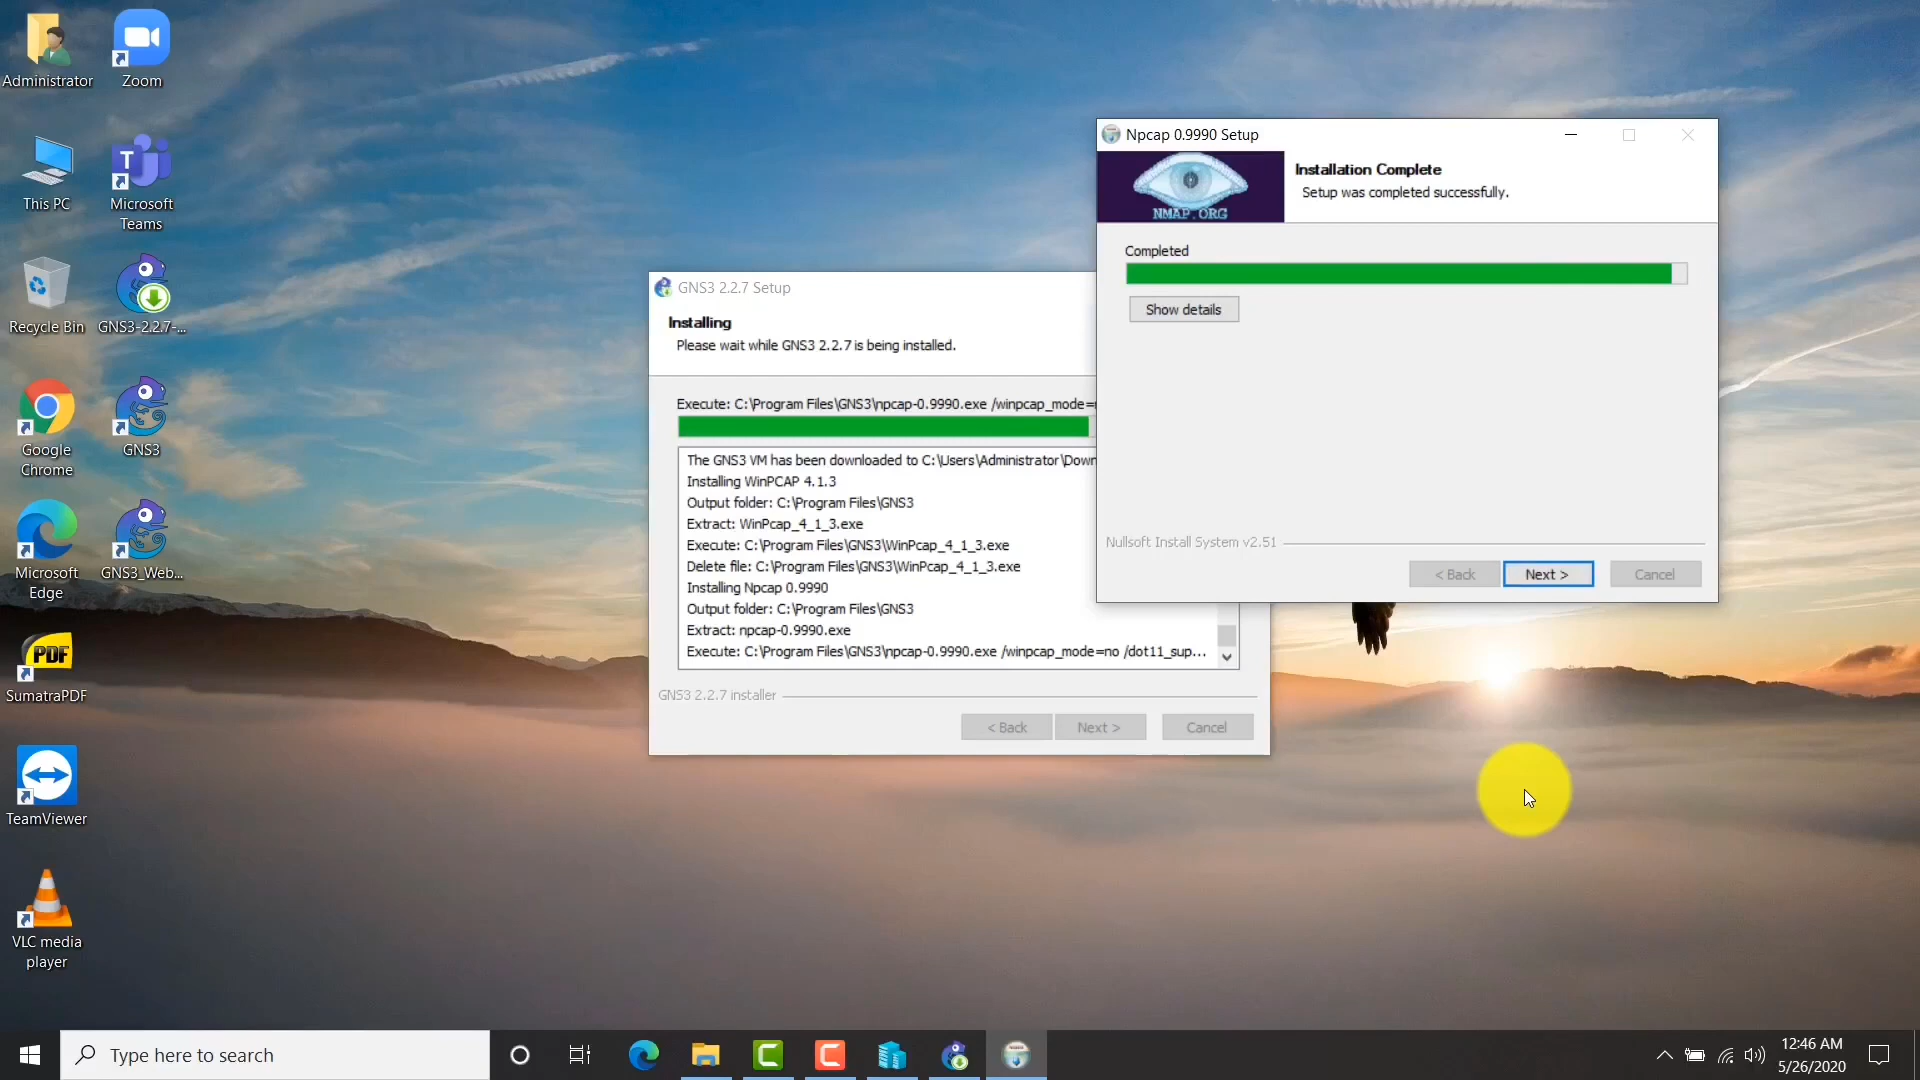 Administrator
Zoom
This PC
Microsoft
Teams
Recycle Bin
GNS3-2.2.7-...
Google
Chrome
GNS3
Microsoft
Edge
GNS3_Web...
PDF
SumatraPDF
TeamViewer
VLC media
player
GNS3 2.2.7 Setup
Installing
Please wait while GNS3 2.2.7 is being installed.
Execute: C:\Program Files\GNS3\npcap-0.9990.exe /winpcap_mode=
The GNS3 VM has been downloaded to C:\Users\Administrator\Down
Installing WinPCAP 4.1.3
Output folder: C:\Program Files\GNS3
Extract: WinPcap_4_1_3.exe
Execute: C:\Program Files\GNS3\WinPcap_4_1_3.exe
Delete file: C:\Program Files\GNS3\WinPcap_4_1_3.exe
Installing Npcap 0.9990
Output folder: C:\Program Files\GNS3
Extract: npcap-0.9990.exe
Execute: C:\Program Files\GNS3\npcap-0.9990.exe /winpcap_mode=no /dot11_sup...
GNS3 2.2.7 installer
< Back
Next >
Cancel
Npcap 0.9990 Setup
NMAP.ORG
Installation Complete
Setup was completed successfully.
Completed
Show details
Nullsoft Install System v2.51
< Back
Next >
Cancel
Type here to search
12:46 AM
5/26/2020